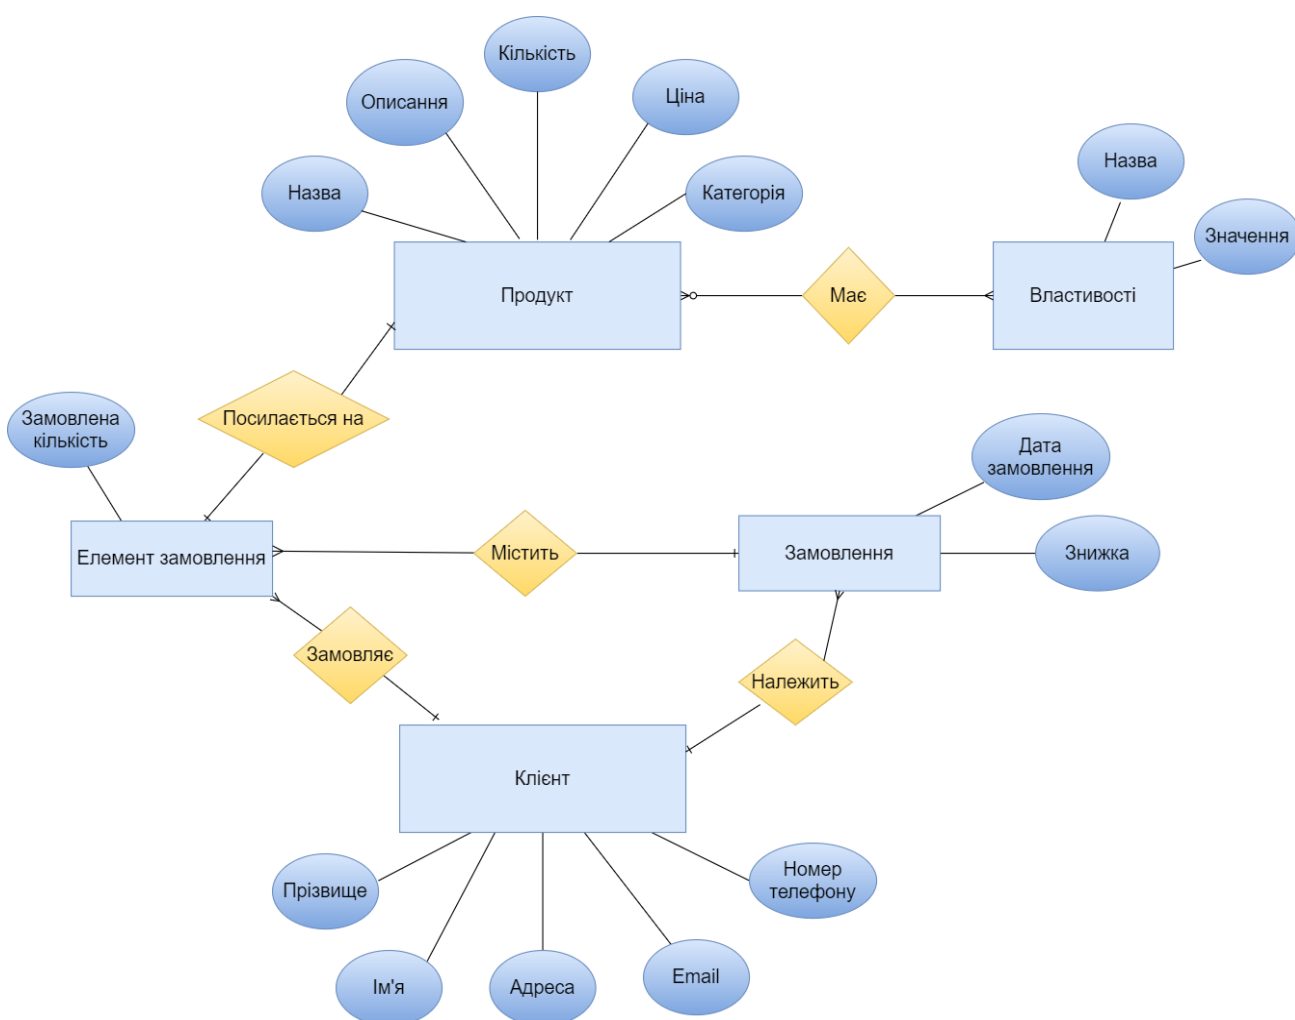 Кількість
Описання
Ціна
Назва
Категорія
Назва
Значення
Продукт
Має
Властивості
Посилається на
Замовлена
кількість
Дата
замовлення
Елемент замовлення
Містить
Замовлення
Знижка
Замовляє
Належить
Клієнт
Прізвище
Номер
телефону
Ім'я
Адреса
Email